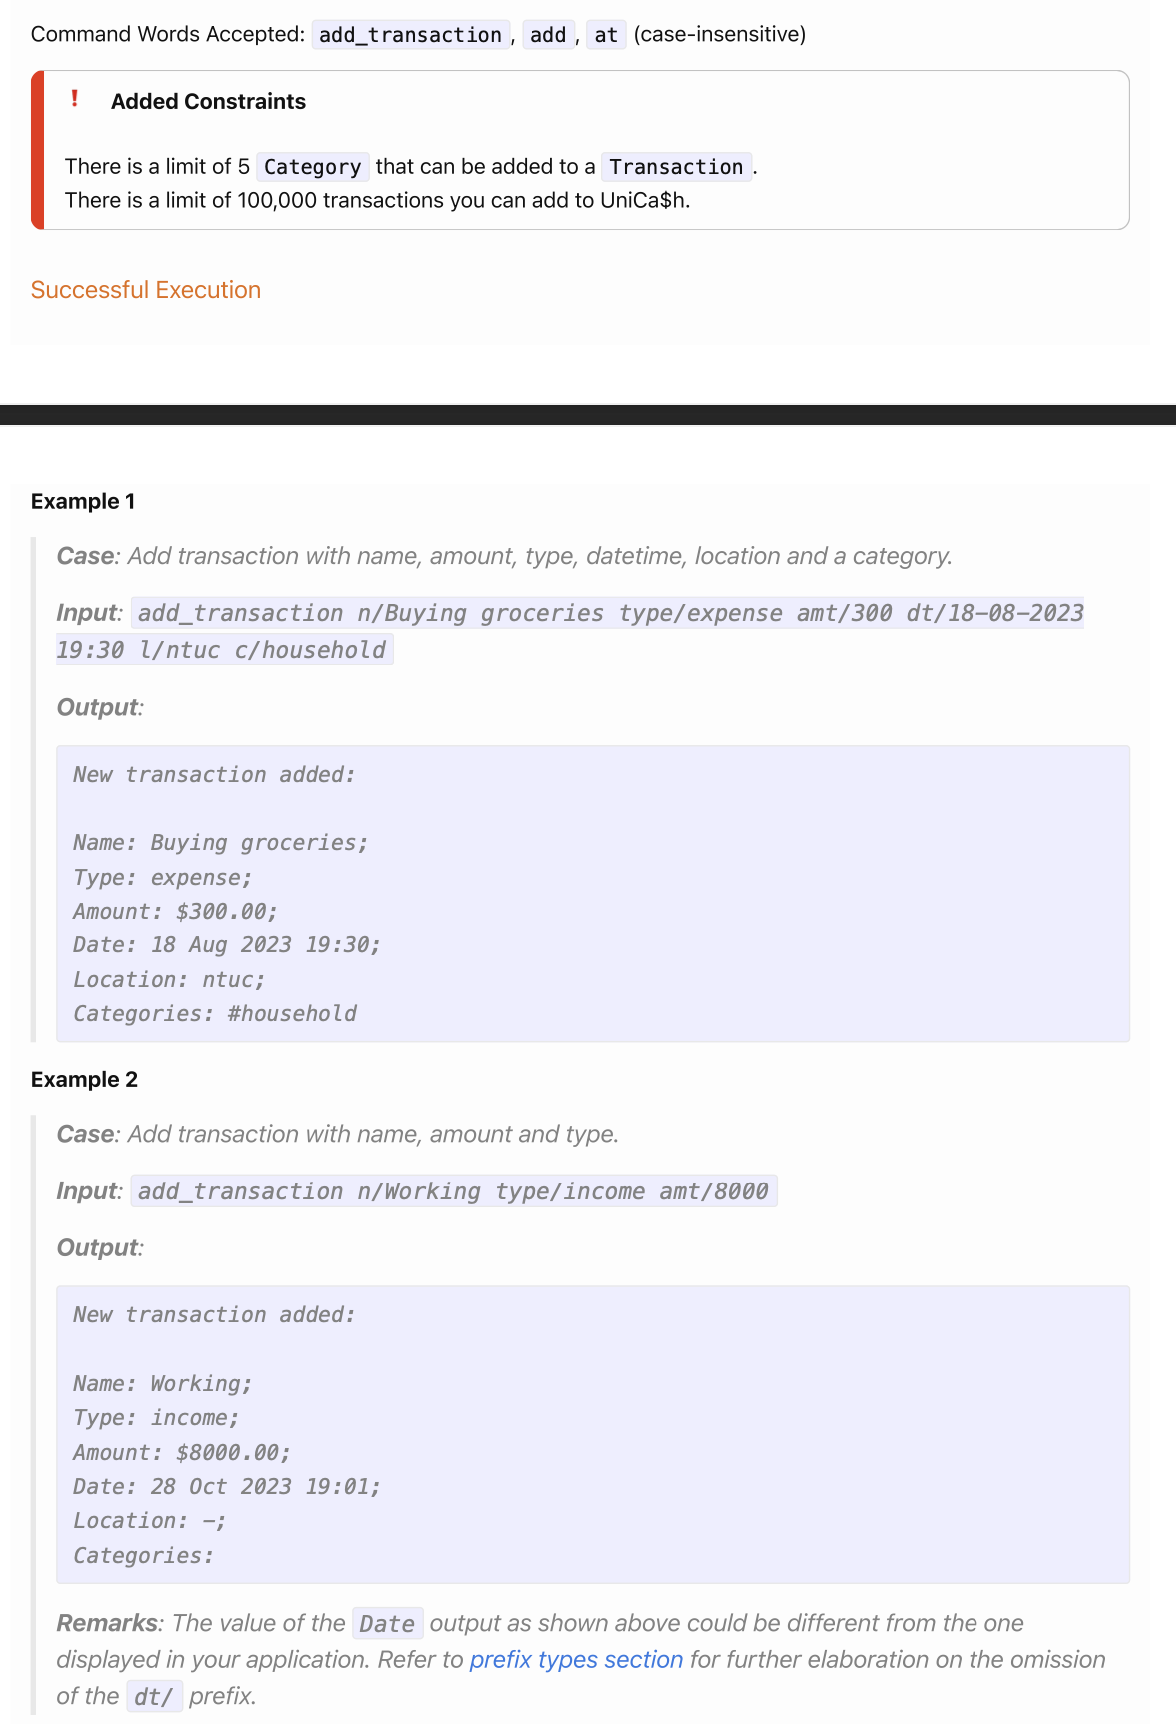 Command Words Accepted: add_transaction, add, at (case-insensitive)
! Added Constraints
There is a limit of 5 Category that can be added to a Transaction.
There is a limit of 100,000 transactions you can add to UniCa$h.
Successful Execution
Example 1
Case: Add transaction with name, amount, type, datetime, location and a category.
Input: add_transaction n/Buying groceries type/expense amt/300 dt/18-08-2023
19:30 l/ntuc c/household
Output:
New transaction added:
Name: Buying groceries;
Type: expense;
Amount: $300.00;
Date: 18 Aug 2023 19:30;
Location: ntuc;
Categories: #household
Example 2
Case: Add transaction with name, amount and type.
Input: add_transaction n/Working type/income amt/8000
Output:
New transaction added:
Name: Working;
Type: income;
Amount: $8000.00;
Date: 28 Oct 2023 19:01;
Location: -;
Categories:
Remarks: The value of the Date output as shown above could be different from the one
displayed in your application. Refer to prefix types section for further elaboration on the omission
of the dt/ prefix.